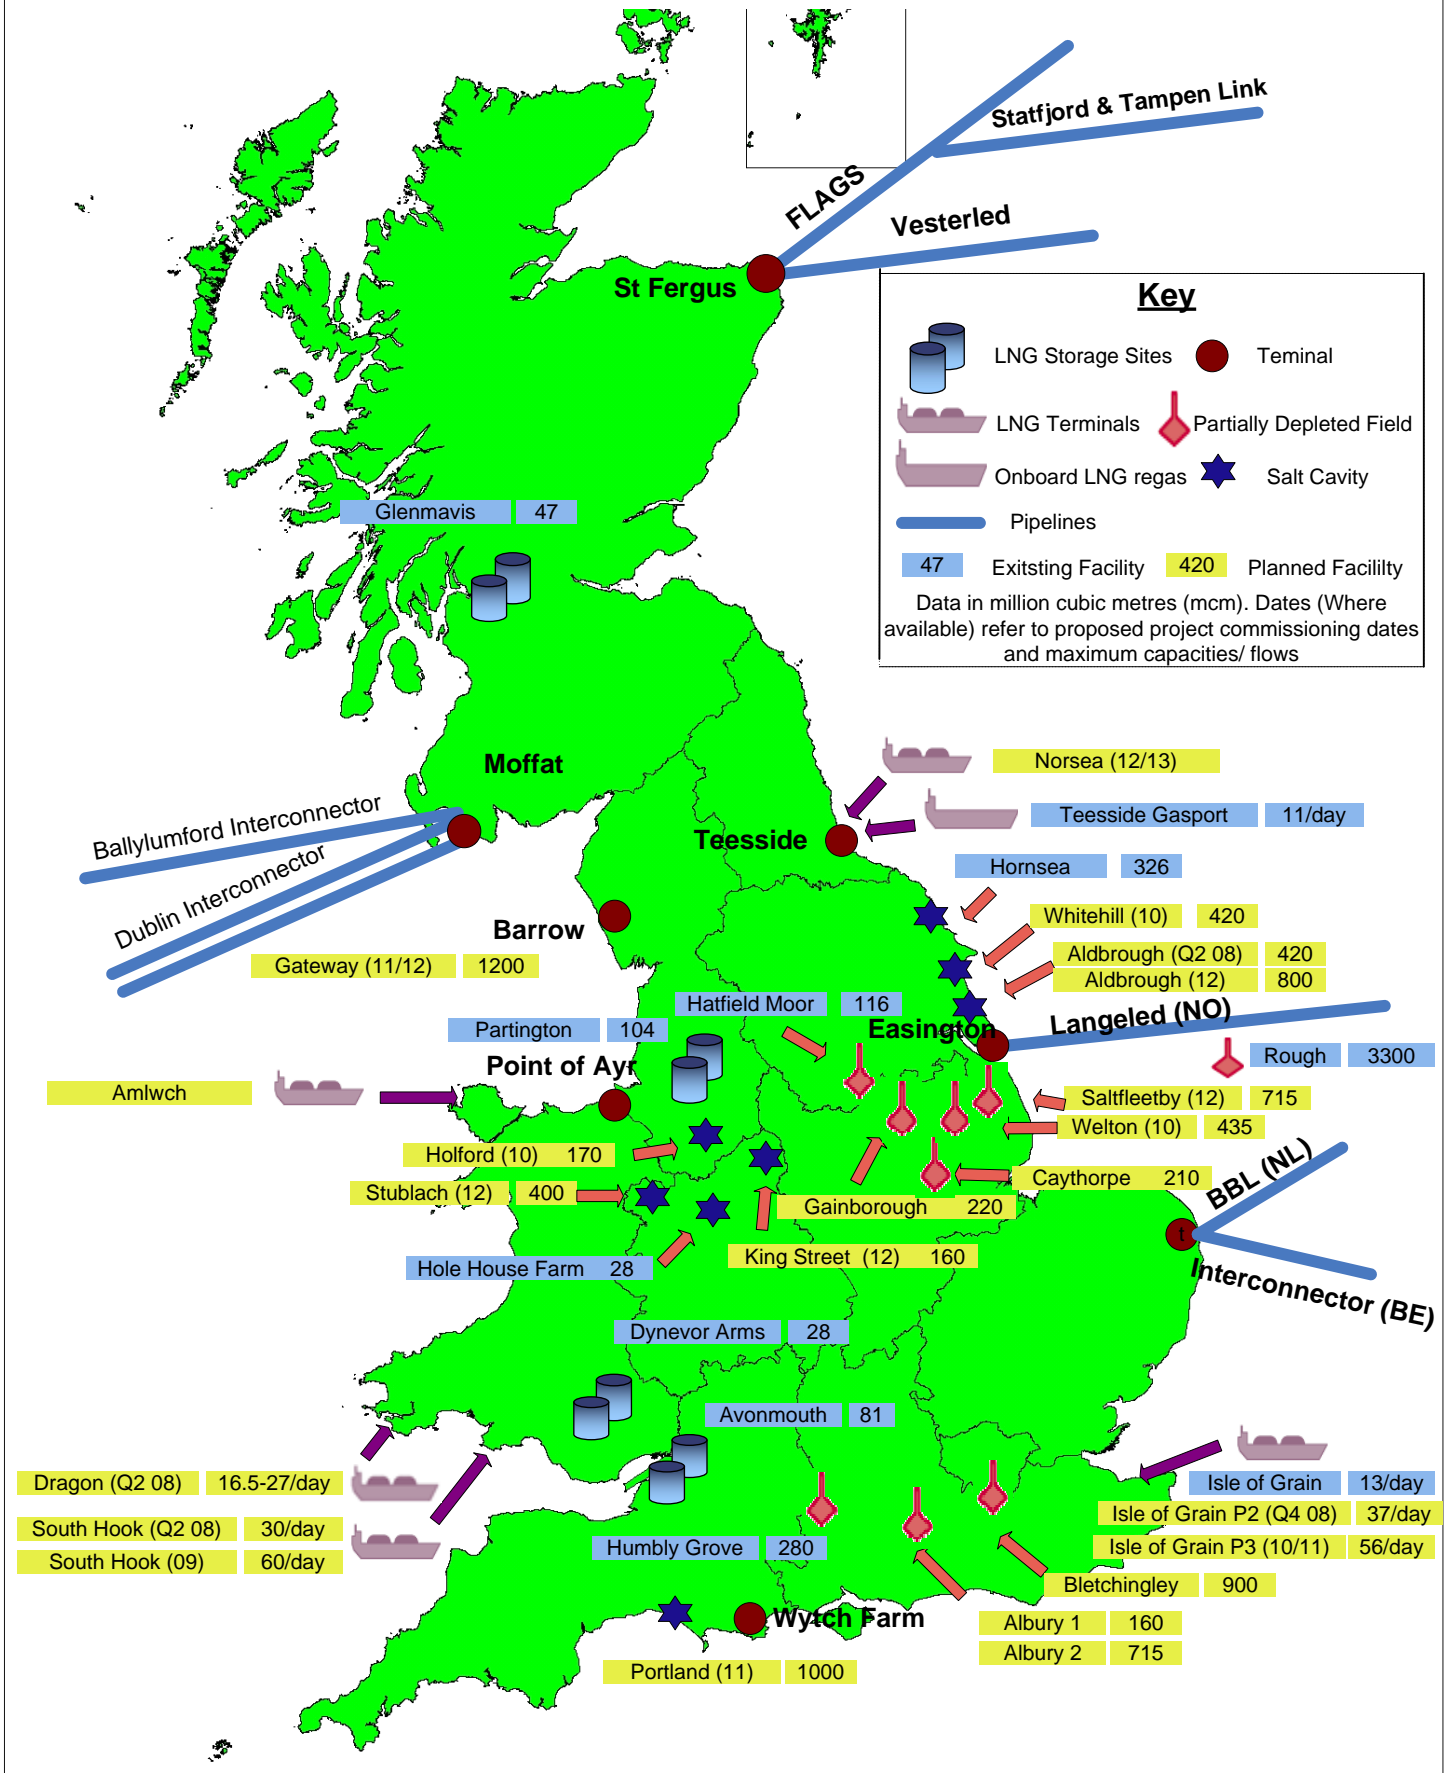 Statfjord & Tampen Link
FLAGS
Vesterled
St Fergus
Key
LNG Storage Sites
Teminal
LNG Terminals
Partially Depleted Field
Onboard LNG regas
Salt Cavity
Pipelines
47
Exitsting Facility
420
Planned Facililty
Data in million cubic metres (mcm). Dates (Where
available) refer to proposed project commissioning dates
and maximum capacities/ flows
Glenmavis 47
Moffat
Norsea (12/13)
Ballylumford Interconnector
Teesside Gasport 11/day
Teesside
Dublin Interconnector
Hornsea 326
Barrow
Whitehill (10) 420
Gateway (11/12) 1200
Aldbrough (Q2 08) 420
Aldbrough (12) 800
Hatfield Moor 116
Partington 104
Easington
Langeled (NO)
Rough 3300
Point of Ayr
Amlwch
Saltfleetby (12) 715
Welton (10) 435
Holford (10) 170
Caythorpe 210
BBL (NL)
Stublach (12) 400
Gainborough 220
t
King Street (12) 160
Hole House Farm 28
Interconnector (BE)
Dynevor Arms 28
Avonmouth 81
Dragon (Q2 08) 16.5-27/day
Isle of Grain 13/day
Isle of Grain P2 (Q4 08) 37/day
South Hook (Q2 08) 30/day
Humbly Grove 280
Isle of Grain P3 (10/11) 56/day
South Hook (09) 60/day
Bletchingley 900
Wytch Farm
Albury 1 160
Albury 2 715
Portland (11) 1000